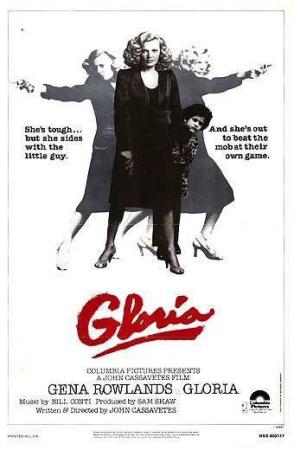 She's tough...
but she sides
with the
little guy.
And she's out
to beat the
mob at their
own game.
Gloria
COLUMBIA PICTURES PRESENTS
A JOHN CASSAVETES FILM
GENA ROWLANDS GLORIA
Music by BILL CONTI Produced by SAM SHAW
Written & Directed by JOHN CASSAVETES
Columbia
Pictures